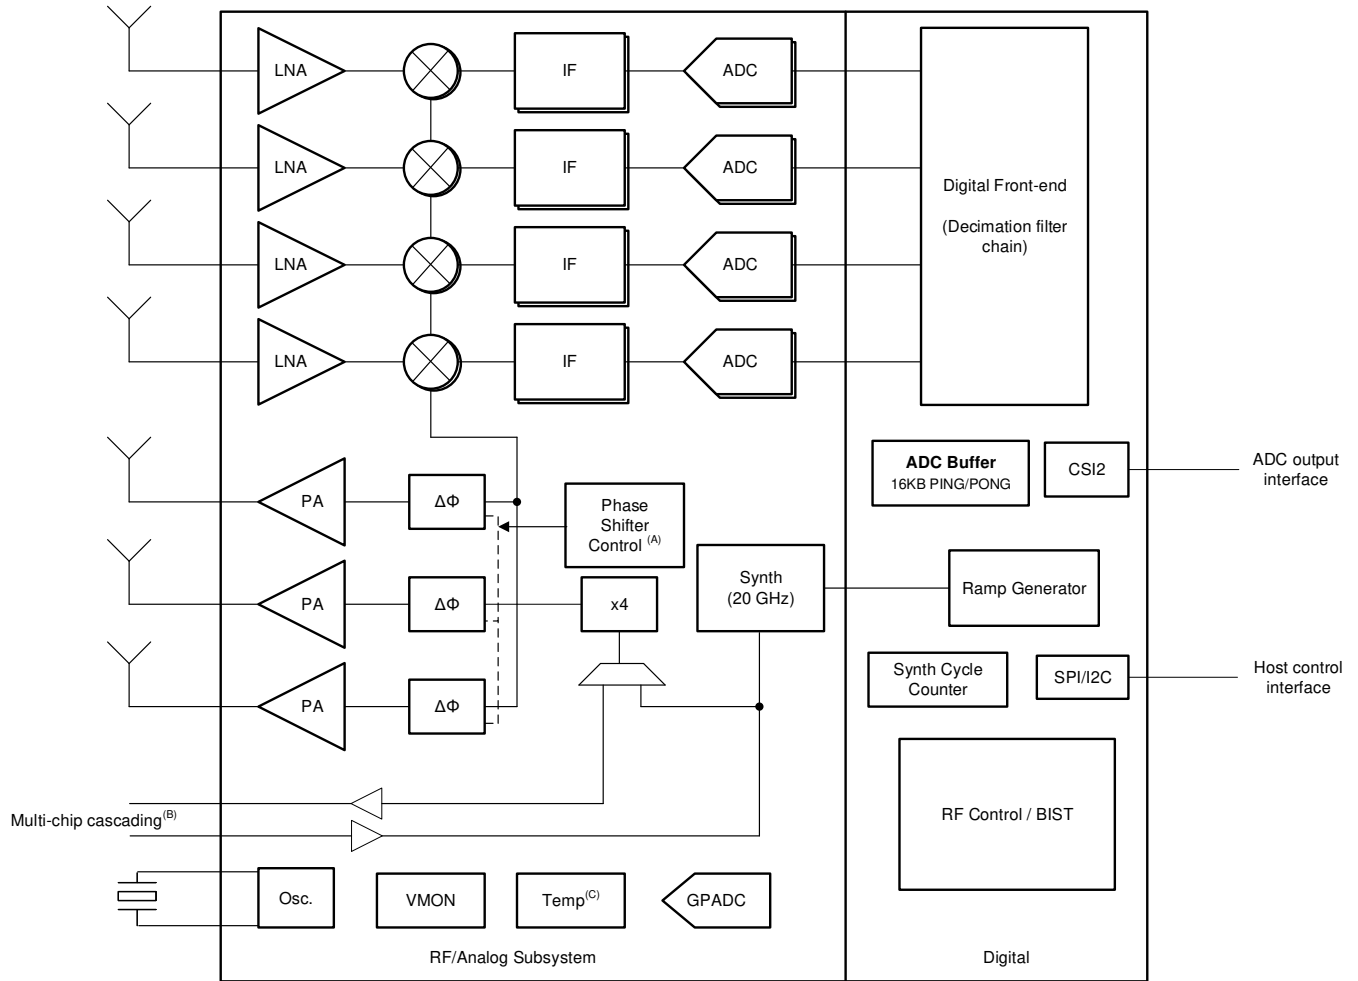 LNA
IF
ADC
LNA
IF
ADC
Digital Front-end
(Decimation filter
chain)
LNA
IF
ADC
LNA
IF
ADC
ADC Buffer
16KB PING/PONG
CSI2
ADC output
interface
PA
ΔΦ
Phase
Shifter
Control (A)
PA
ΔΦ
x4
Synth
(20 GHz)
Ramp Generator
Synth Cycle
Counter
SPI/I2C
Host control
interface
PA
ΔΦ
Multi-chip cascading(B)
RF Control / BIST
Osc.
VMON
Temp(C)
GPADC
RF/Analog Subsystem
Digital